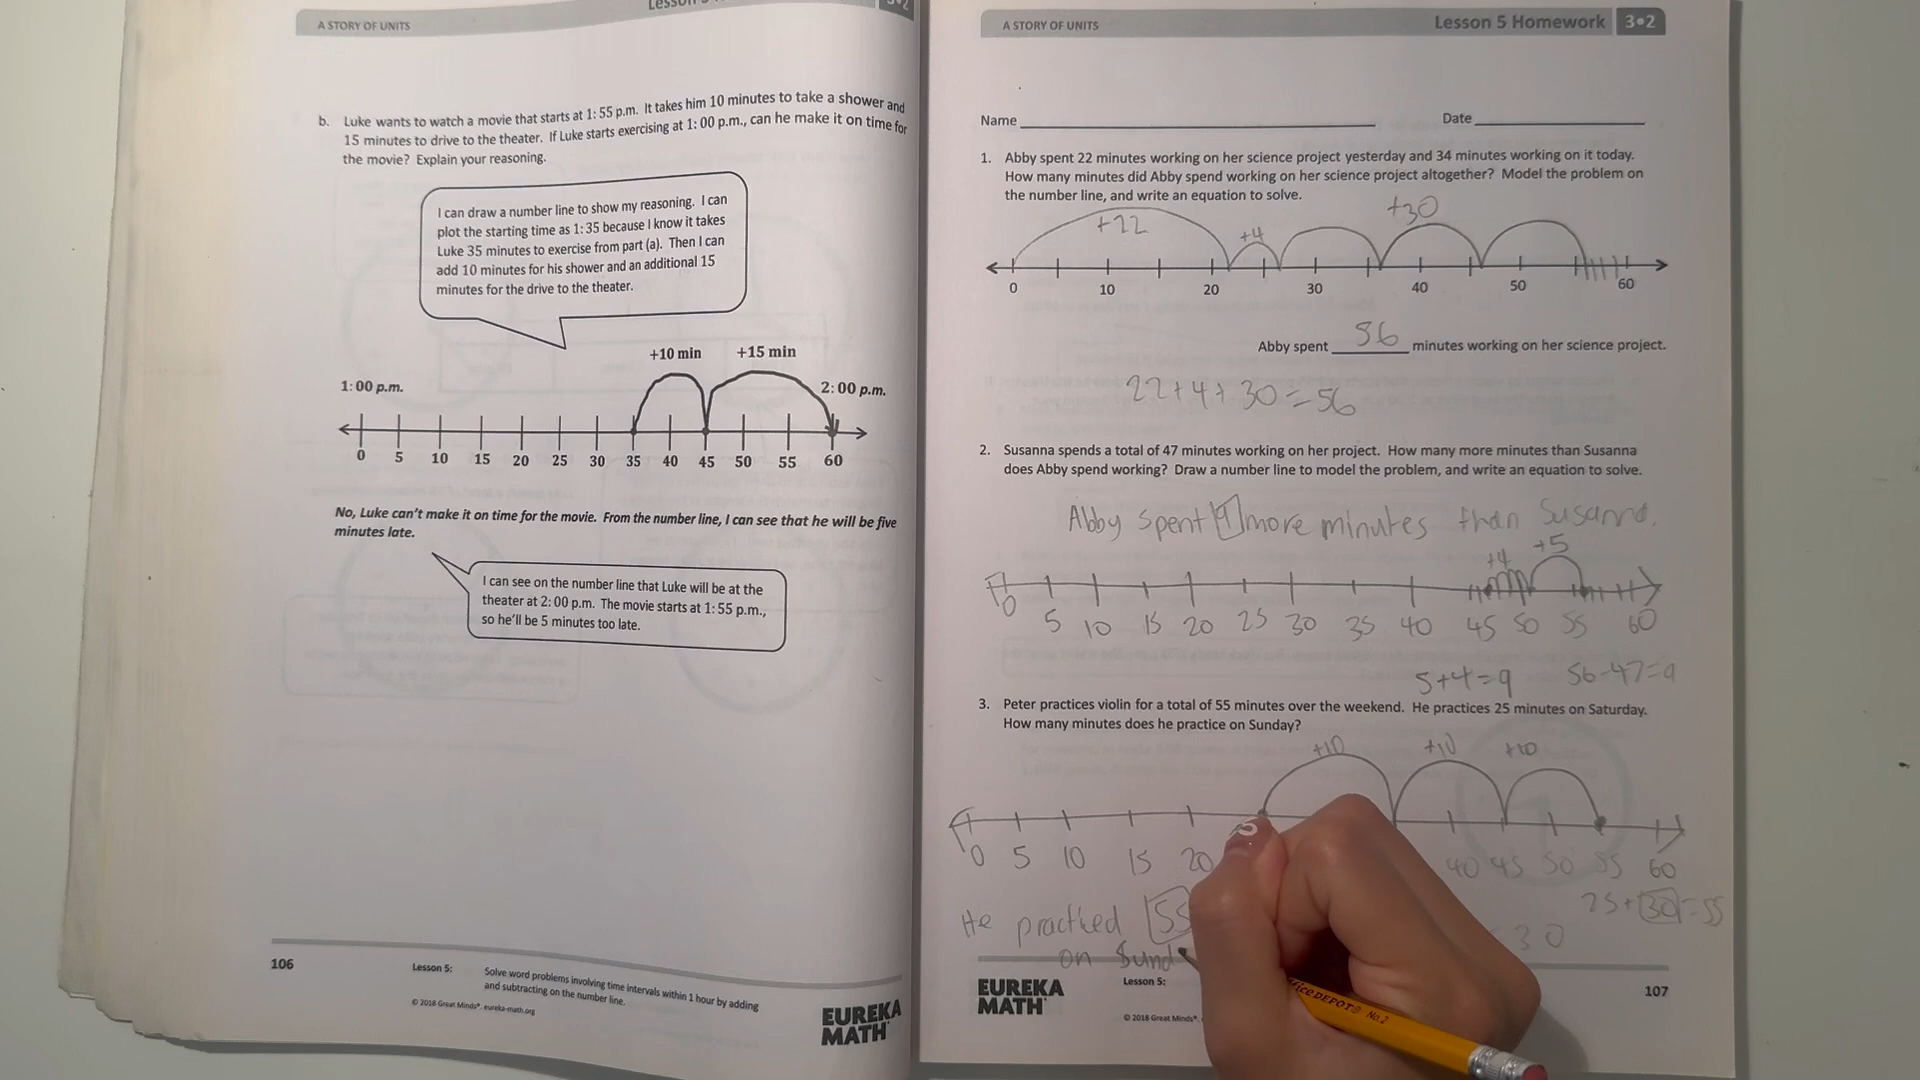 A STORY OF UNITS
b. Luke wants to watch a movie that starts at 1:55 p.m. It takes him 10 minutes to take a shower and
15 minutes to drive to the theater. If Luke starts exercising at 1:00 p.m., can he make it on time for
the movie? Explain your reasoning.
I can draw a number line to show my reasoning. I can
plot the starting time as 1:35 because I know it takes
Luke 35 minutes to exercise from part (a). Then I can
add 10 minutes for his shower and an additional 15
minutes for the drive to the theater.
+10 min +15 min
1:00 p.m. 2:00 p.m.
0 5 10 15 20 25 30 35 40 45 50 55 60
No, Luke can't make it on time for the movie. From the number line, I can see that he will be five
minutes late.
I can see on the number line that Luke will be at the
theater at 2:00 p.m. The movie starts at 1:55 p.m.,
so he'll be 5 minutes too late.
106
Lesson 5: Solve word problems involving time intervals within 1 hour by adding
and subtracting on the number line.
© 2018 Great Minds®. eureka-math.org
EUREKA
MATH
A STORY OF UNITS
Lesson 5 Homework 3•2
Name Date
1. Abby spent 22 minutes working on her science project yesterday and 34 minutes working on it today.
How many minutes did Abby spend working on her science project altogether? Model the problem on
the number line, and write an equation to solve.
+22 +4 +30
0 10 20 30 40 50 60
Abby spent 56 minutes working on her science project.
22+4+30=56
2. Susanna spends a total of 47 minutes working on her project. How many more minutes than Susanna
does Abby spend working? Draw a number line to model the problem, and write an equation to solve.
Abby spent 9 more minutes than Susanna.
+4 +5
0 5 10 15 20 25 30 35 40 45 50 55 60
5+4=9 56-47=9
3. Peter practices violin for a total of 55 minutes over the weekend. He practices 25 minutes on Saturday.
How many minutes does he practice on Sunday?
+10 +10 +10
0 5 10 15 20 40 45 50 55 60
25+30=55
He practiced 55
30
on Sund
EUREKA
MATH
Lesson 5:
© 2018 Great Minds®.
107
Office DEPOT® No.2